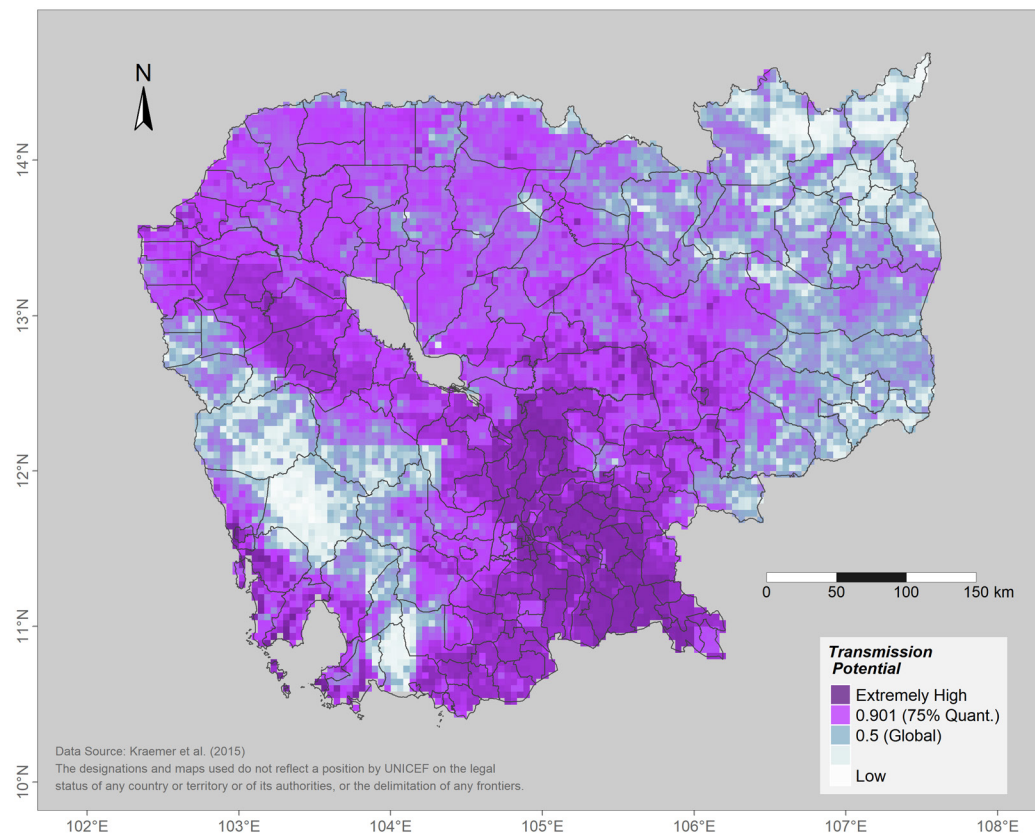 N
14°N
13°N
12°N
11°N
10°N
0 50 100 150 km
Transmission
Potential
Extremely High
0.901 (75% Quant.)
0.5 (Global)
Low
Data Source: Kraemer et al. (2015)
The designations and maps used do not reflect a position by UNICEF on the legal
status of any country or territory or of its authorities, or the delimitation of any frontiers.
102°E 103°E 104°E 105°E 106°E 107°E 108°E